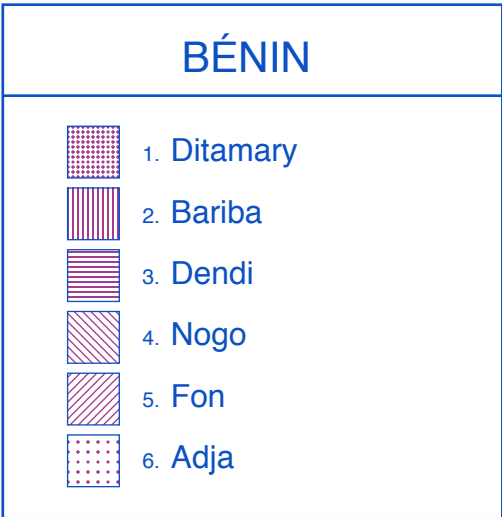 BÉNIN
1. Ditamary
2. Bariba
3. Dendi
4. Nogo
5. Fon
6. Adja